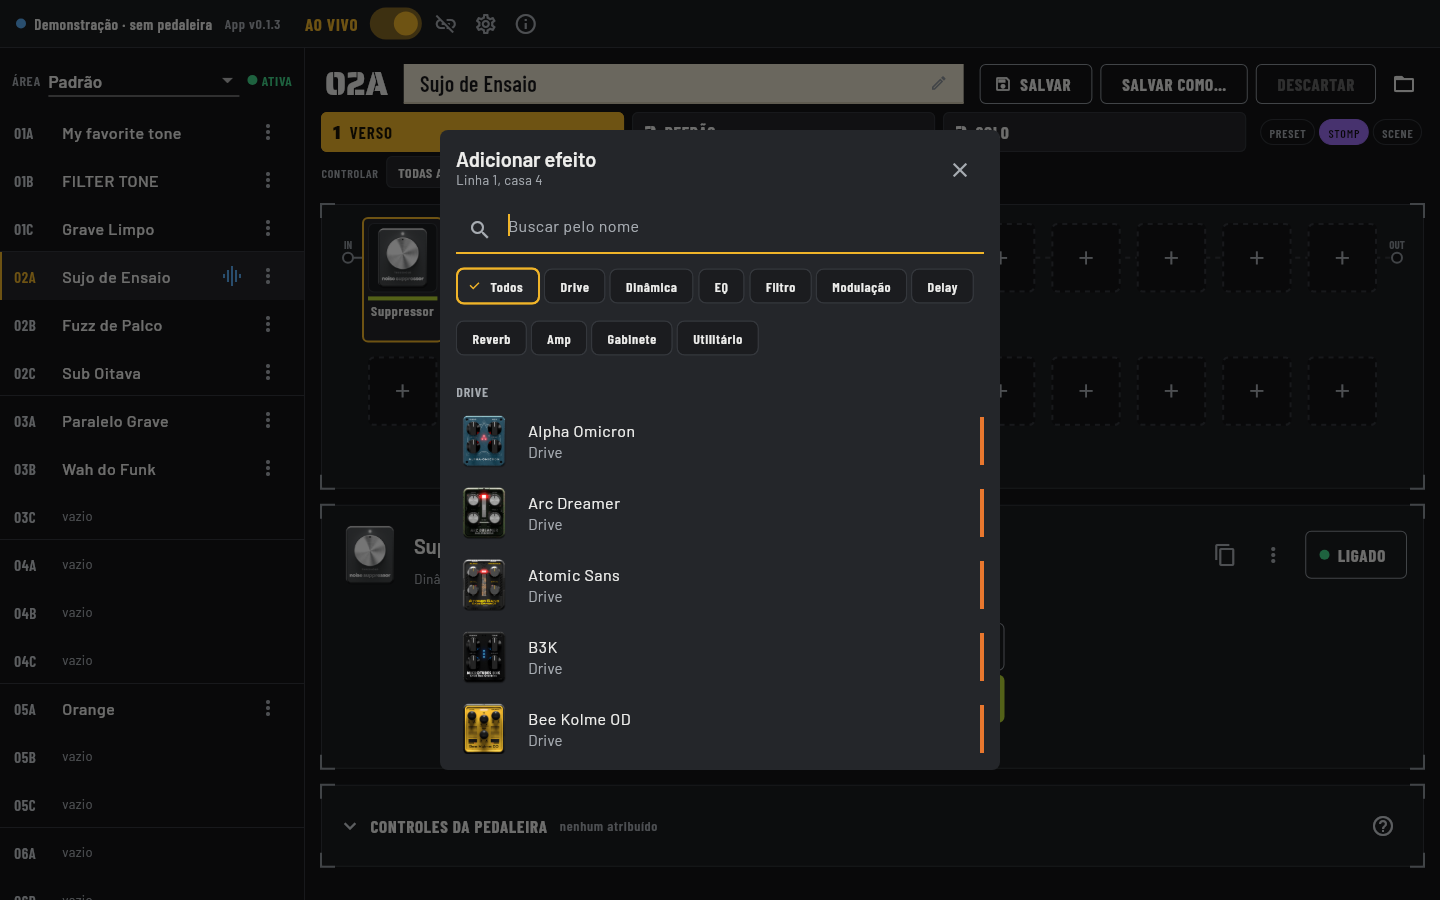 Demonstração · sem pedaleira App v0.1.3 AO VIVO
ÁREA Padrão ATIVA
01A My favorite tone
01B FILTER TONE
01C Grave Limpo
02A Sujo de Ensaio
02B Fuzz de Palco
02C Sub Oitava
03A Paralelo Grave
03B Wah do Funk
03C vazio
04A vazio
04B vazio
04C vazio
05A Orange
05B vazio
05C vazio
06A vazio
02A Sujo de Ensaio SALVAR SALVAR COMO... DESCARTAR
1 VERSO PRESET STOMP SCENE
CONTROLAR
IN OUT
Suppressor
Adicionar efeito
Linha 1, casa 4
Buscar pelo nome
Todos Drive Dinâmica EQ Filtro Modulação Delay
Reverb Amp Gabinete Utilitário
DRIVE
Alpha Omicron
Drive
Arc Dreamer
Drive
Atomic Sans
Drive
B3K
Drive
Bee Kolme OD
Drive
LIGADO
CONTROLES DA PEDALEIRA nenhum atribuído